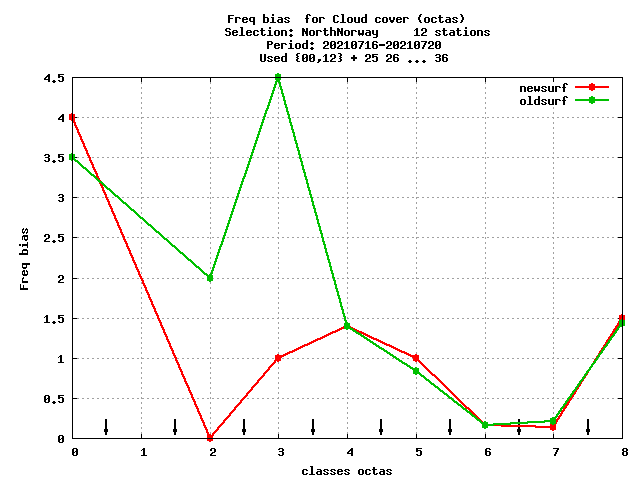 Freq bias  for Cloud cover (octas)
Selection: NorthNorway     12 stations
Period: 20210716-20210720
Used {00,12} + 25 26 ... 36
newsurf
oldsurf
4.5
4
3.5
3
2.5
2
1.5
1
0.5
0
Freq bias
0 1 2 3 4 5 6 7 8
classes octas